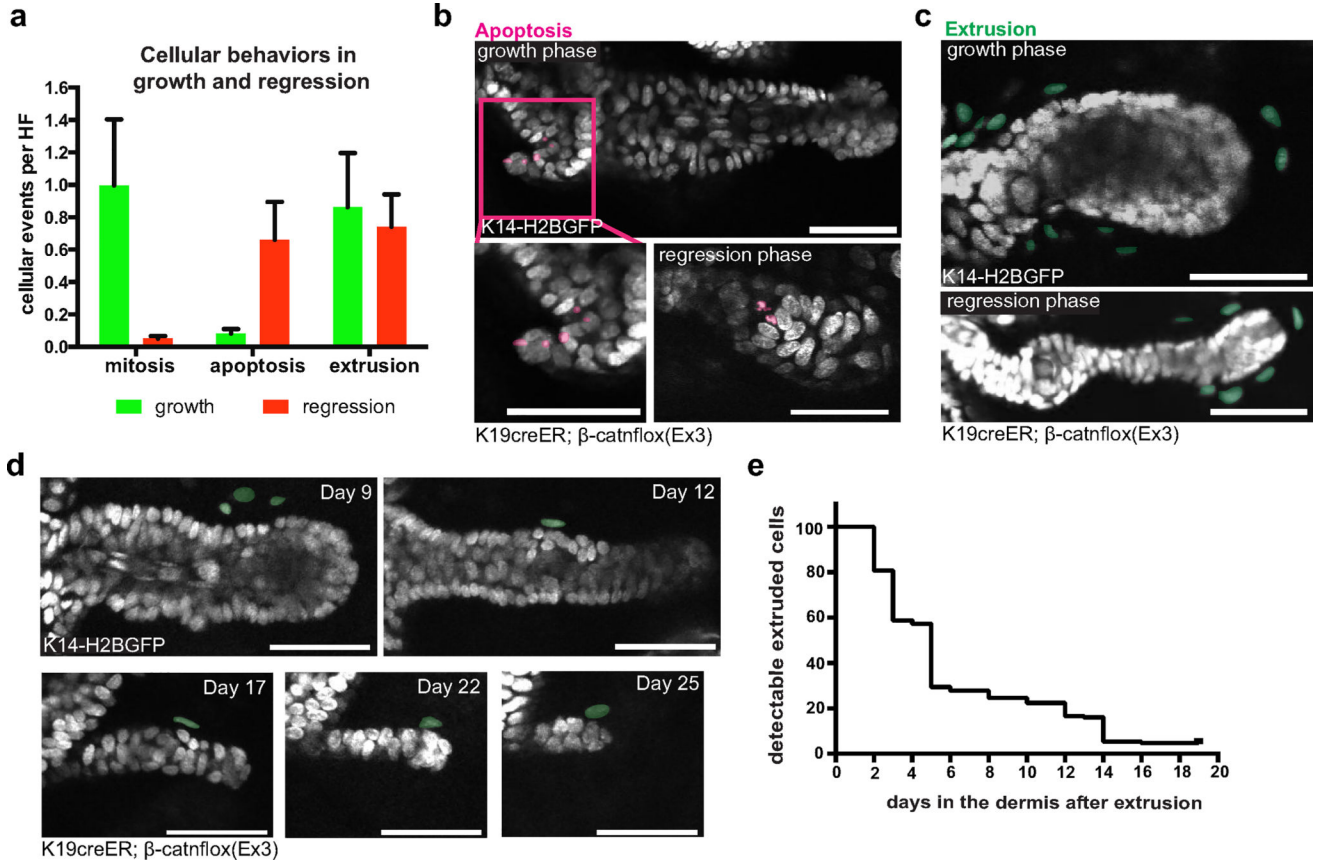 a
Cellular behaviors in
growth and regression
cellular events per HF
1.6
1.4
1.2
1.0
0.8
0.6
0.4
0.2
0.0
mitosis apoptosis extrusion
growth regression
b
Apoptosis
growth phase
K14-H2BGFP
regression phase
K19creER; β-catnflox(Ex3)
c
Extrusion
growth phase
K14-H2BGFP
regression phase
K19creER; β-catnflox(Ex3)
d
Day 9
K14-H2BGFP
Day 12
Day 17
Day 22
Day 25
K19creER; β-catnflox(Ex3)
e
detectable extruded cells
100
80
60
40
20
0
0 2 4 6 8 10 12 14 16 18 20
days in the dermis after extrusion